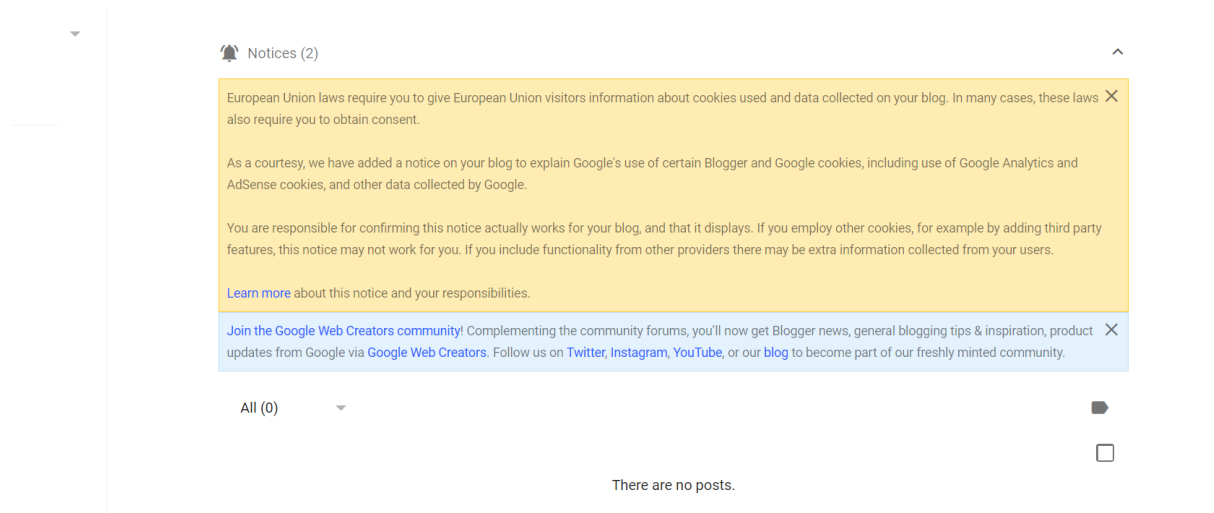 Notices (2)
European Union laws require you to give European Union visitors information about cookies used and data collected on your blog. In many cases, these laws
also require you to obtain consent.
As a courtesy, we have added a notice on your blog to explain Google's use of certain Blogger and Google cookies, including use of Google Analytics and
AdSense cookies, and other data collected by Google.
You are responsible for confirming this notice actually works for your blog, and that it displays. If you employ other cookies, for example by adding third party
features, this notice may not work for you. If you include functionality from other providers there may be extra information collected from your users.
Learn more about this notice and your responsibilities.
Join the Google Web Creators community! Complementing the community forums, you'll now get Blogger news, general blogging tips & inspiration, product
updates from Google via Google Web Creators. Follow us on Twitter, Instagram, YouTube, or our blog to become part of our freshly minted community.
All (0)
There are no posts.